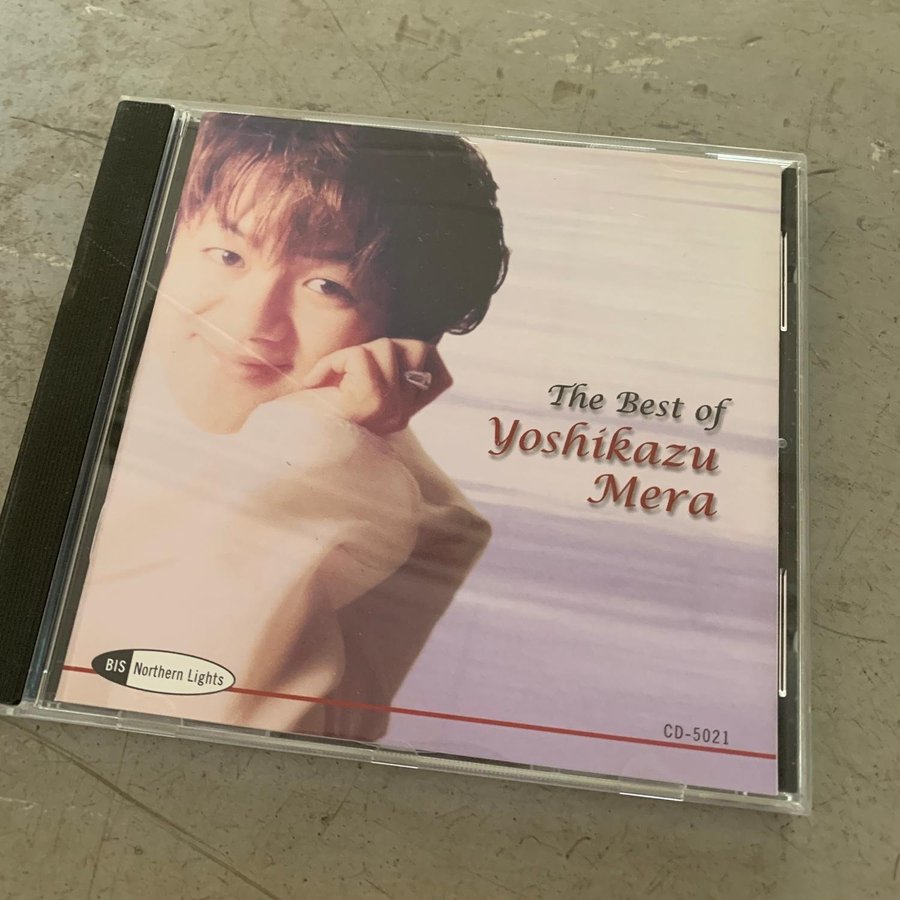 The Best of
Yoshikazu
Mera
BIS Northern Lights
CD-5021